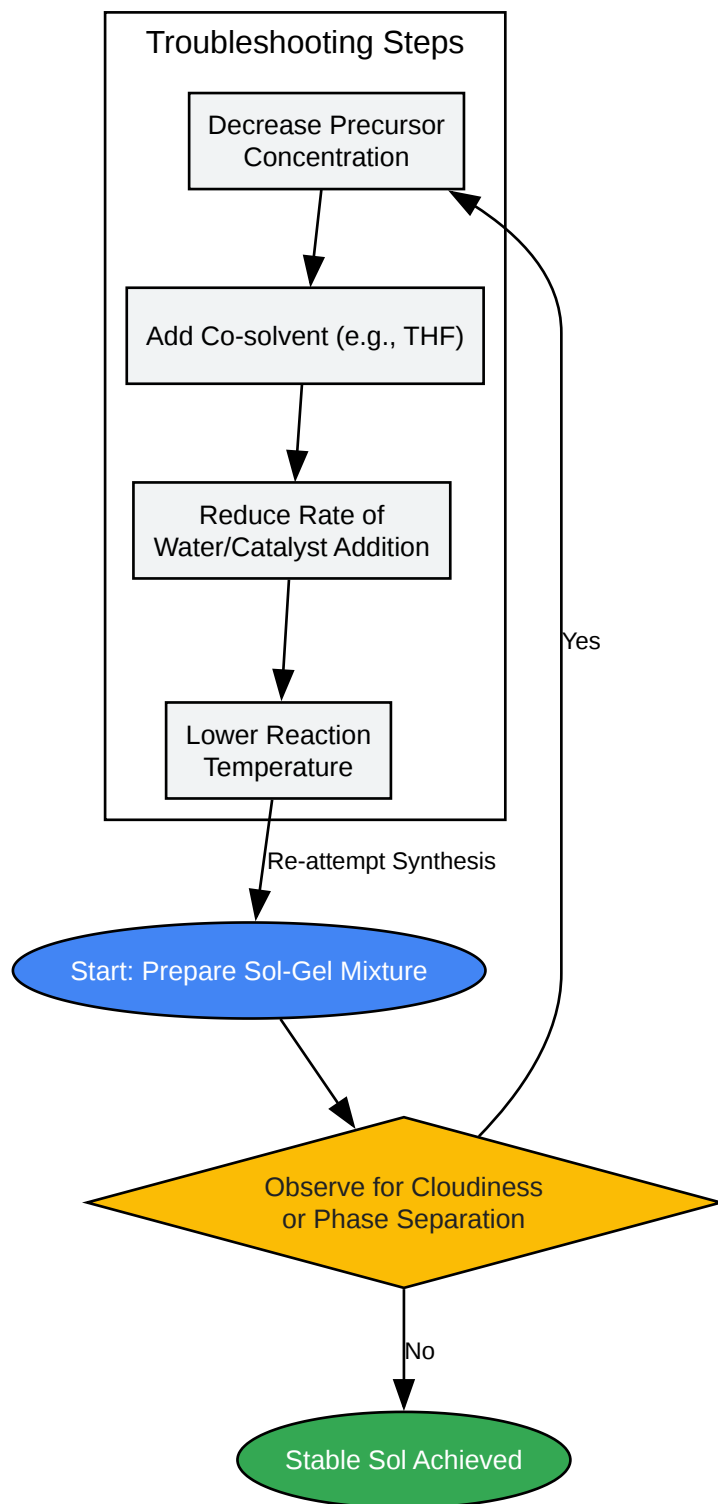 Troubleshooting Steps
Decrease Precursor
Concentration
Add Co-solvent (e.g., THF)
Reduce Rate of
Water/Catalyst Addition
Yes
Lower Reaction
Temperature
Re-attempt Synthesis
Start: Prepare Sol-Gel Mixture
Observe for Cloudiness
or Phase Separation
No
Stable Sol Achieved